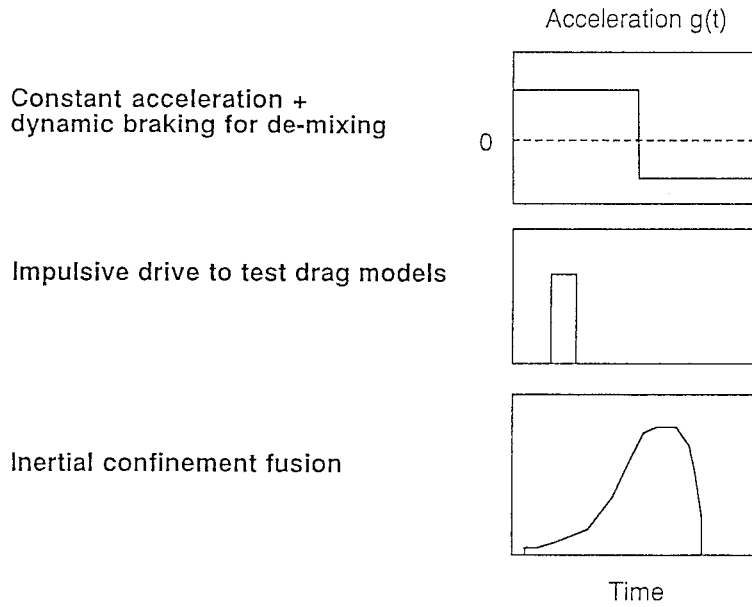 Acceleration g(t)
Constant acceleration +
dynamic braking for de-mixing
0
Impulsive drive to test drag models
Inertial confinement fusion
Time